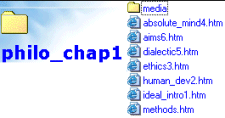 philo_chap1
media
absolute_mind4.htm
aims6.htm
dialectic5.htm
ethics3.htm
human_dev2.htm
ideal_intro1.htm
methods.htm